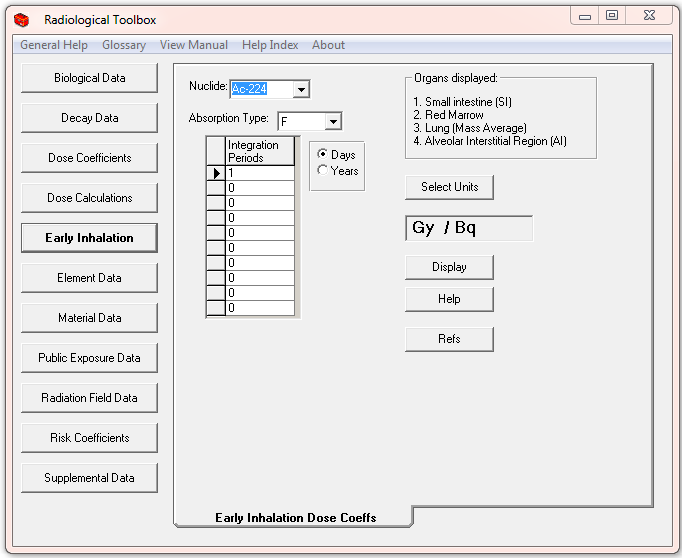 Radiological Toolbox
General Help Glossary View Manual Help Index About
Biological Data
Decay Data
Dose Coefficients
Dose Calculations
Early Inhalation
Element Data
Material Data
Public Exposure Data
Radiation Field Data
Risk Coefficients
Supplemental Data
Nuclide: Ac-224
Absorption Type: F
Integration
Periods
1
0
0
0
0
0
0
0
0
0
Days
Years
Organs displayed:
1. Small intestine (SI)
2. Red Marrow
3. Lung (Mass Average)
4. Alveolar Interstitial Region (AI)
Select Units
Gy / Bq
Display
Help
Refs
Early Inhalation Dose Coeffs